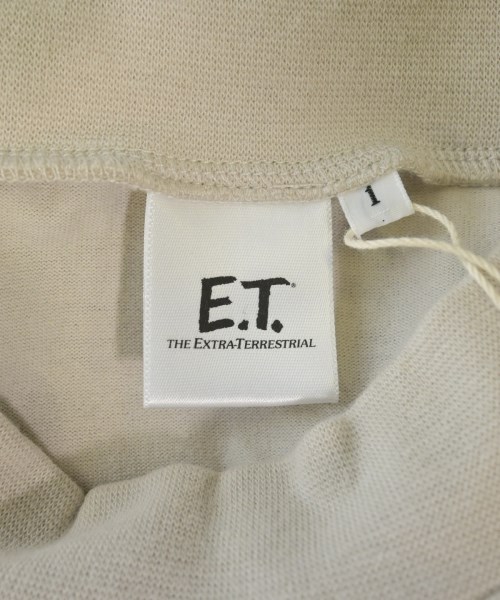 E.T.®
THE EXTRA-TERRESTRIAL
1